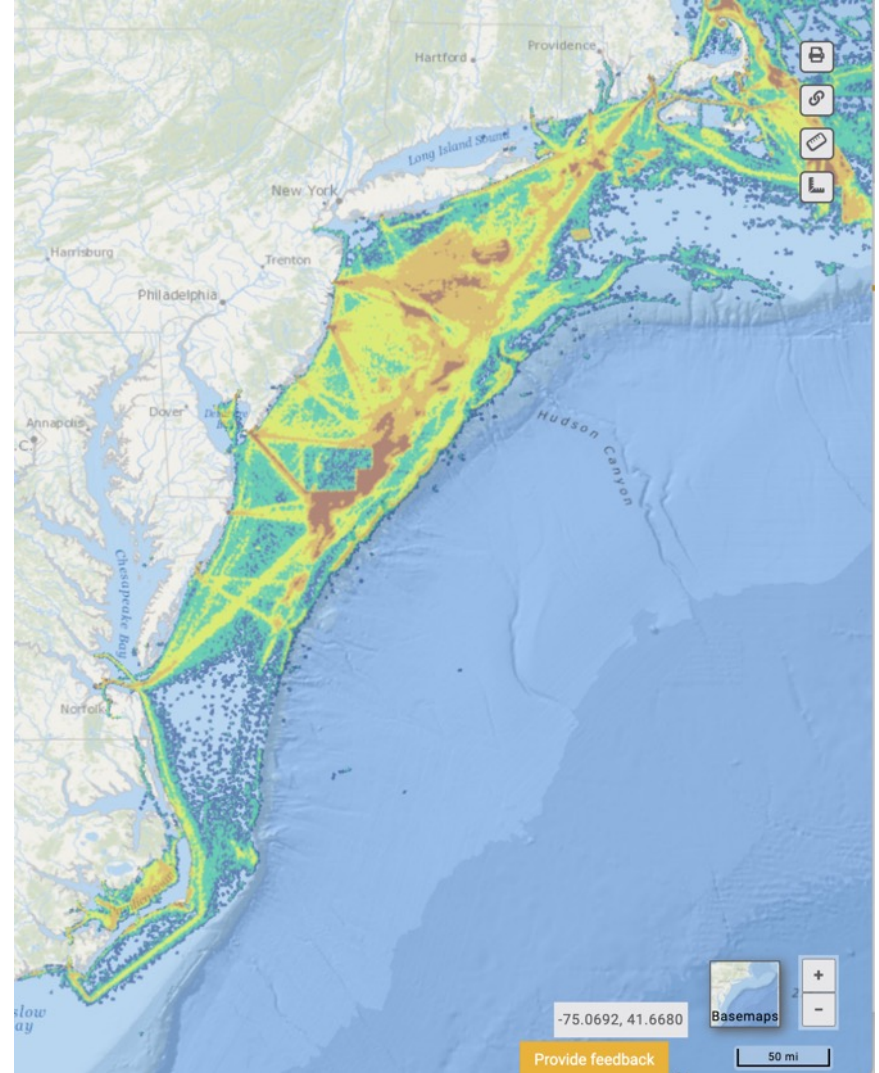 Providence
Hartford
Long Island Sound
New York
Harrisburg
Trenton
Philadelphia
Dover
Annapolis
.C.
Hudson Canyon
Chesapeake Bay
Norfolk
slow
ay
2
Basemaps
+
-
-75.0692, 41.6680
Provide feedback
50 mi